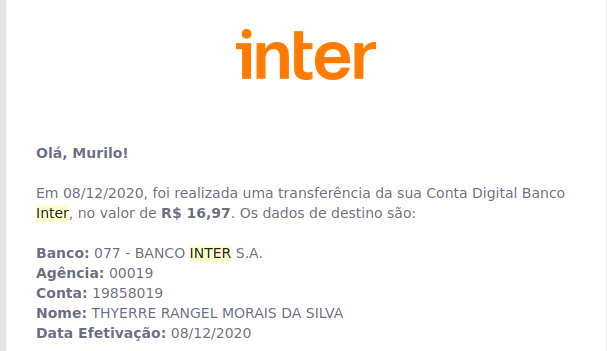 inter
Olá, Murilo!
Em 08/12/2020, foi realizada uma transferência da sua Conta Digital Banco
Inter, no valor de R$ 16,97. Os dados de destino são:
Banco: 077 - BANCO INTER S.A.
Agência: 00019
Conta: 19858019
Nome: THYERRE RANGEL MORAIS DA SILVA
Data Efetivação: 08/12/2020